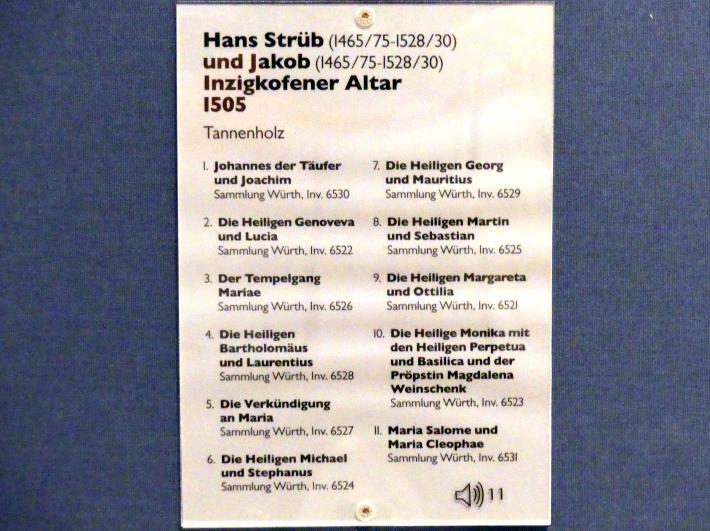 Hans Strüb (1465/75-1528/30)
und Jakob (1465/75-1528/30)
Inzigkofener Altar
1505
Tannenholz
1. Johannes der Täufer
und Joachim
Sammlung Würth, Inv. 6530
2. Die Heiligen Genoveva
und Lucia
Sammlung Würth, Inv. 6522
3. Der Tempelgang
Mariae
Sammlung Würth, Inv. 6526
4. Die Heiligen
Bartholomäus
und Laurentius
Sammlung Würth, Inv. 6528
5. Die Verkündigung
an Maria
Sammlung Würth, Inv. 6527
6. Die Heiligen Michael
und Stephanus
Sammlung Würth, Inv. 6524
7. Die Heiligen Georg
und Mauritius
Sammlung Würth, Inv. 6529
8. Die Heiligen Martin
und Sebastian
Sammlung Würth, Inv. 6525
9. Die Heiligen Margareta
und Ottilia
Sammlung Würth, Inv. 6521
10. Die Heilige Monika mit
den Heiligen Perpetua
und Basilica und der
Pröpstin Magdalena
Weinschenk
Sammlung Würth, Inv. 6523
11. Maria Salome und
Maria Cleophae
Sammlung Würth, Inv. 6531
11